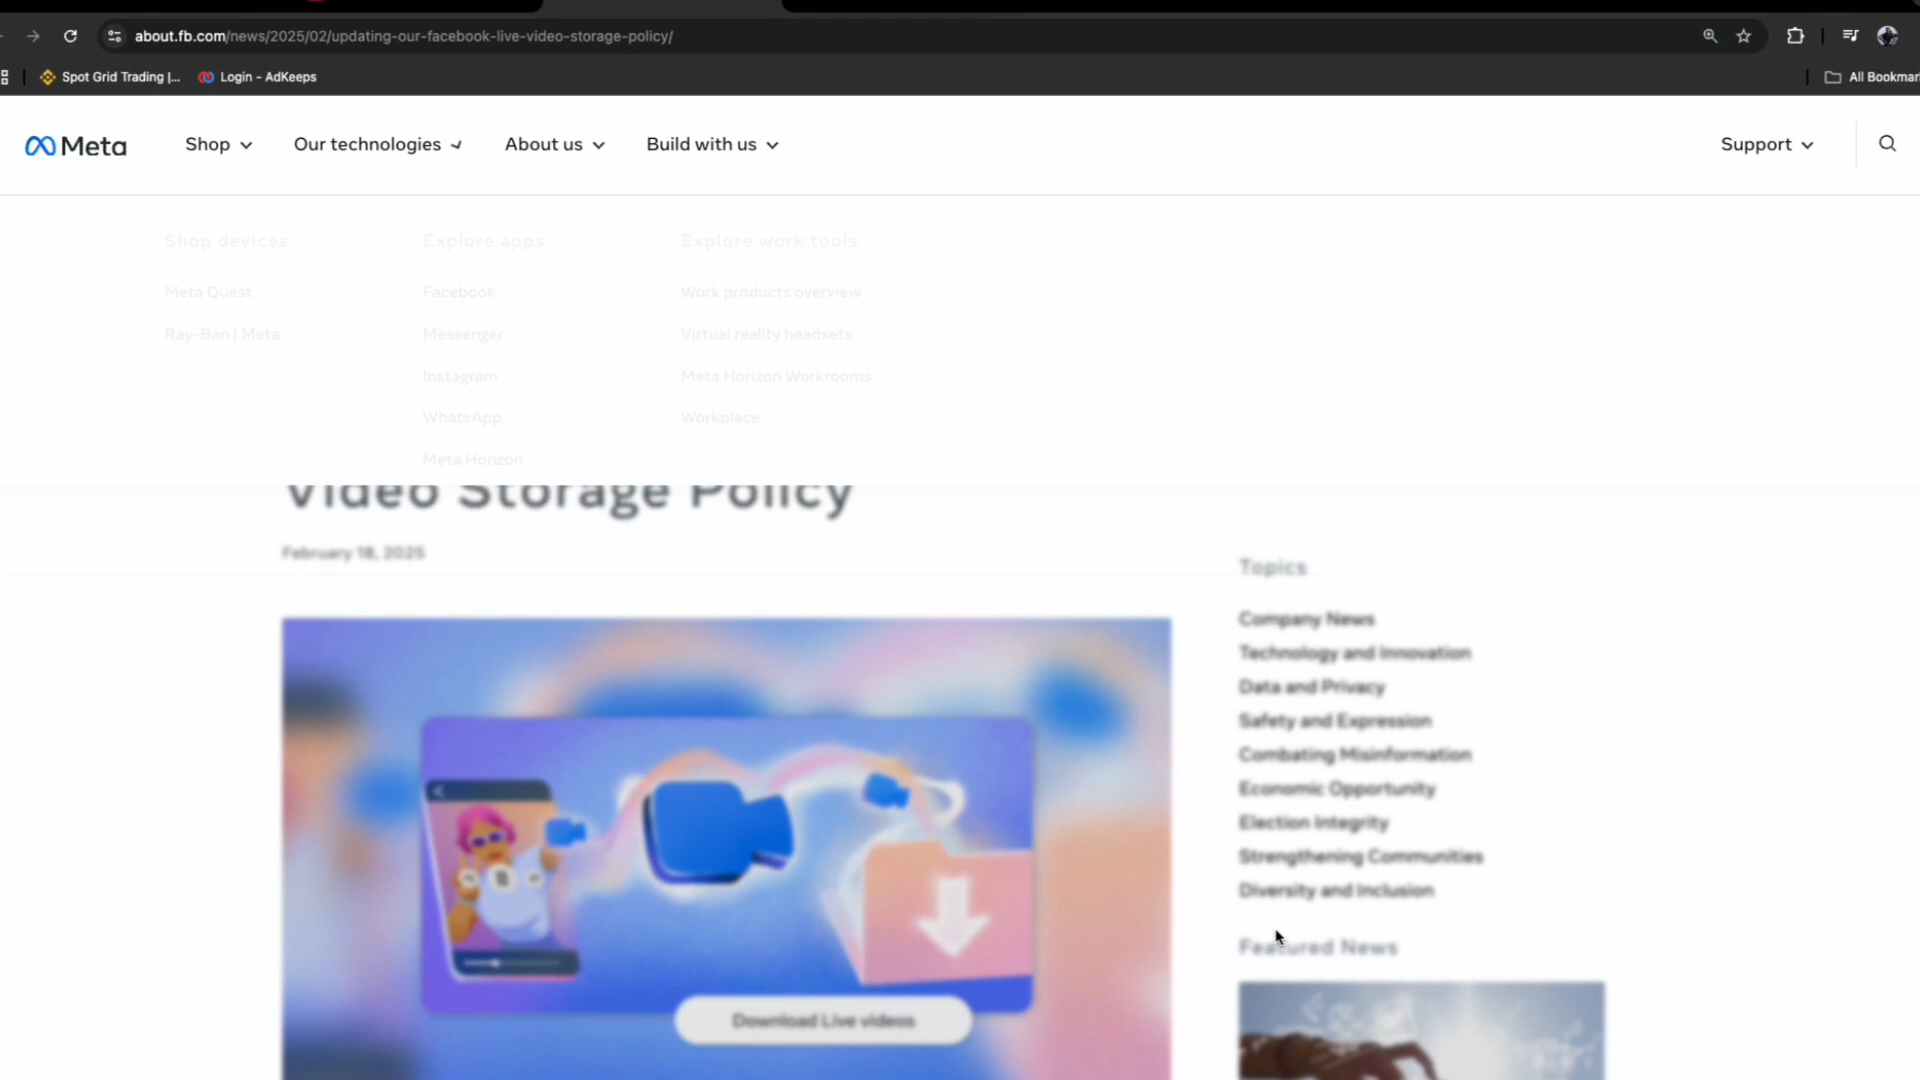 about.fb.com/news/2025/02/updating-our-facebook-live-video-storage-policy/
Spot Grid Trading |...
Login - AdKeeps
All Bookmar
Meta
Shop
Our technologies
About us
Build with us
Support
Shop devices
Meta Quest
Ray-Ban | Meta
Explore apps
Facebook
Messenger
Instagram
WhatsApp
Meta Horizon
Explore work tools
Work products overview
Virtual reality headsets
Meta Horizon Workrooms
Workplace
Video Storage Policy
February 18, 2025
Download Live videos
Topics
Company News
Technology and Innovation
Data and Privacy
Safety and Expression
Combating Misinformation
Economic Opportunity
Election Integrity
Strengthening Communities
Diversity and Inclusion
Featured News